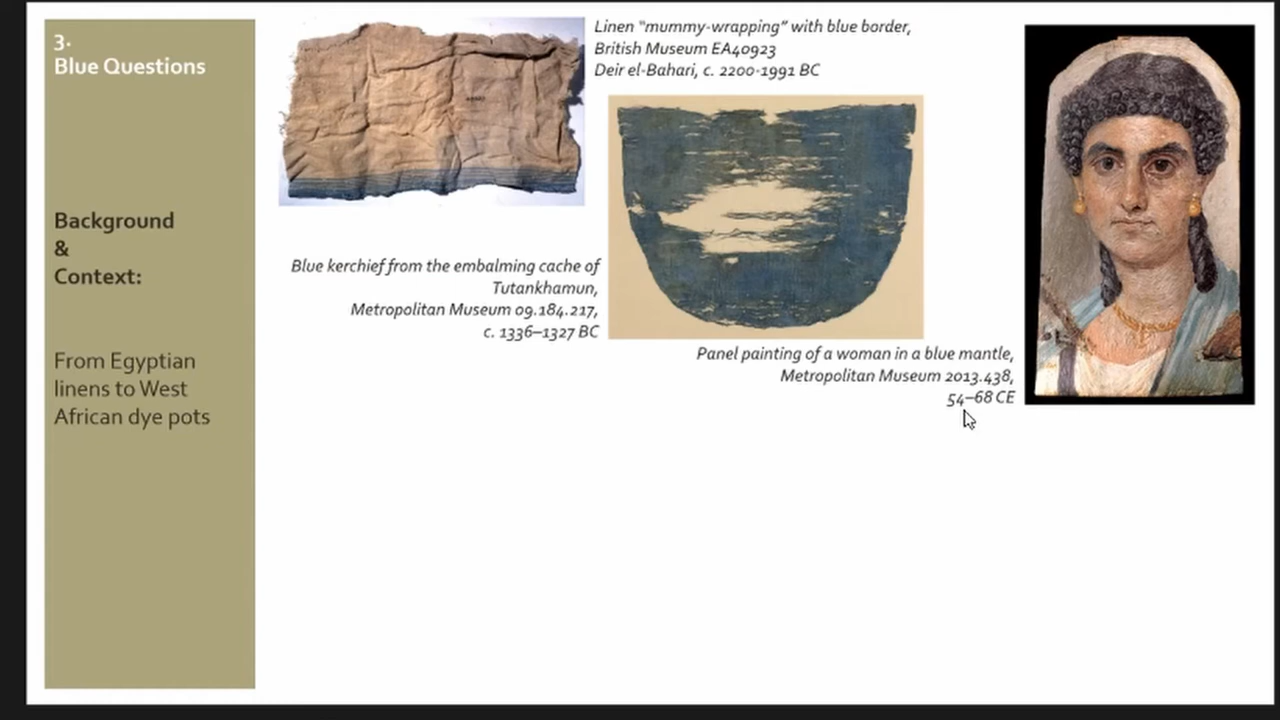 3.
Blue Questions
Background
&
Context:
From Egyptian
linens to West
African dye pots
Linen “mummy-wrapping” with blue border,
British Museum EA40923
Deir el-Bahari, c. 2200-1991 BC
Blue kerchief from the embalming cache of
Tutankhamun,
Metropolitan Museum 09.184.217,
c. 1336–1327 BC
Panel painting of a woman in a blue mantle,
Metropolitan Museum 2013.438,
54–68 CE